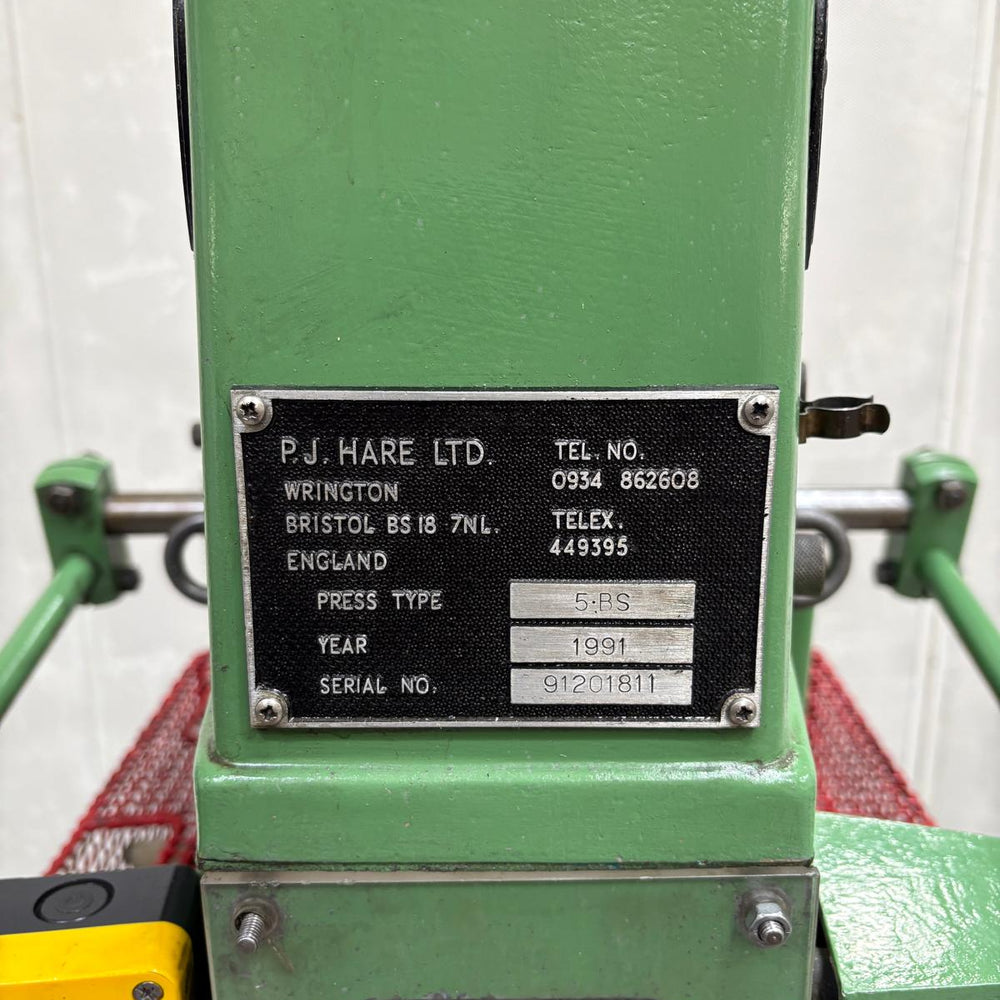 P.J. HARE LTD.
WRINGTON
BRISTOL BS18 7NL.
ENGLAND
TEL. NO.
0934 862608
TELEX.
449395
PRESS TYPE 5·BS
YEAR 1991
SERIAL NO. 91201811